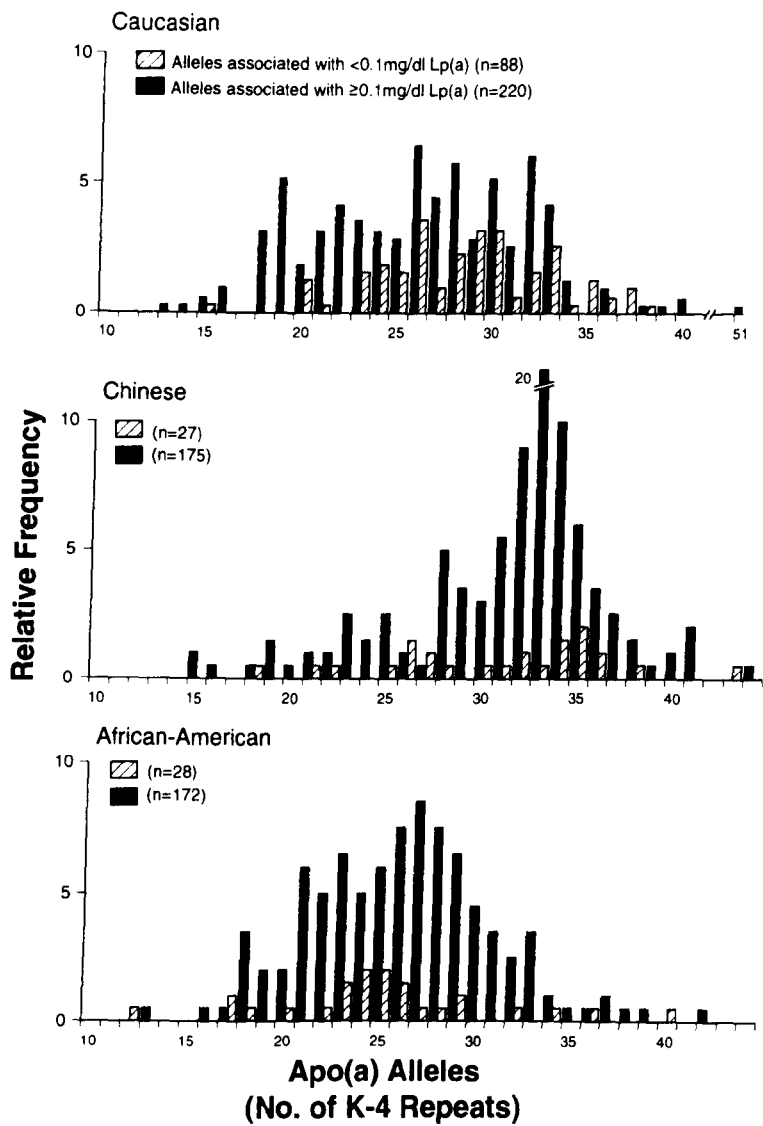 Caucasian
10
Alleles associated with <0.1mg/dl Lp(a) (n=88)
Alleles associated with ≥0.1mg/dl Lp(a) (n=220)
5
0
10 15 20 25 30 35 40 51
Chinese
20
10
(n=27)
(n=175)
5
0
10 15 20 25 30 35 40
African-American
10
(n=28)
(n=172)
5
0
10 15 20 25 30 35 40
Relative Frequency
Apo(a) Alleles
(No. of K-4 Repeats)